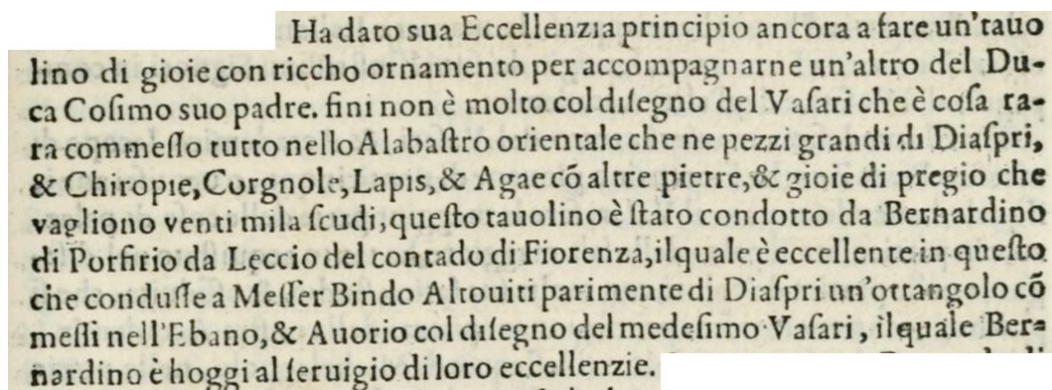 Ha dato sua Eccellenzia principio ancora a fare un'tauo
lino di gioie con riccho ornamento per accompagnarne un'altro del Du-
ca Coſimo suo padre. fini non è molto col diſegno del Vaſari che è coſa ra-
ra commeſſo tutto nello Alabaſtro orientale che ne pezzi grandi di Diaſpri,
& Chiropie, Corgnole, Lapis, & Agae cõ altre pietre, & gioie di pregio che
vagliono venti mila ſcudi, queſto tauolino è ſtato condotto da Bernardino
di Porfirio da Leccio del contado di Fiorenza, ilquale è eccellente in queſto
che conduſſe a Meſſer Bindo Altouiti parimente di Diaſpri un'ottangolo cõ
meſſi nell'Ebano, & Auorio col diſegno del medeſimo Vaſari, ilquale Ber-
nardino è hoggi al ſeruigio di loro eccellenzie.